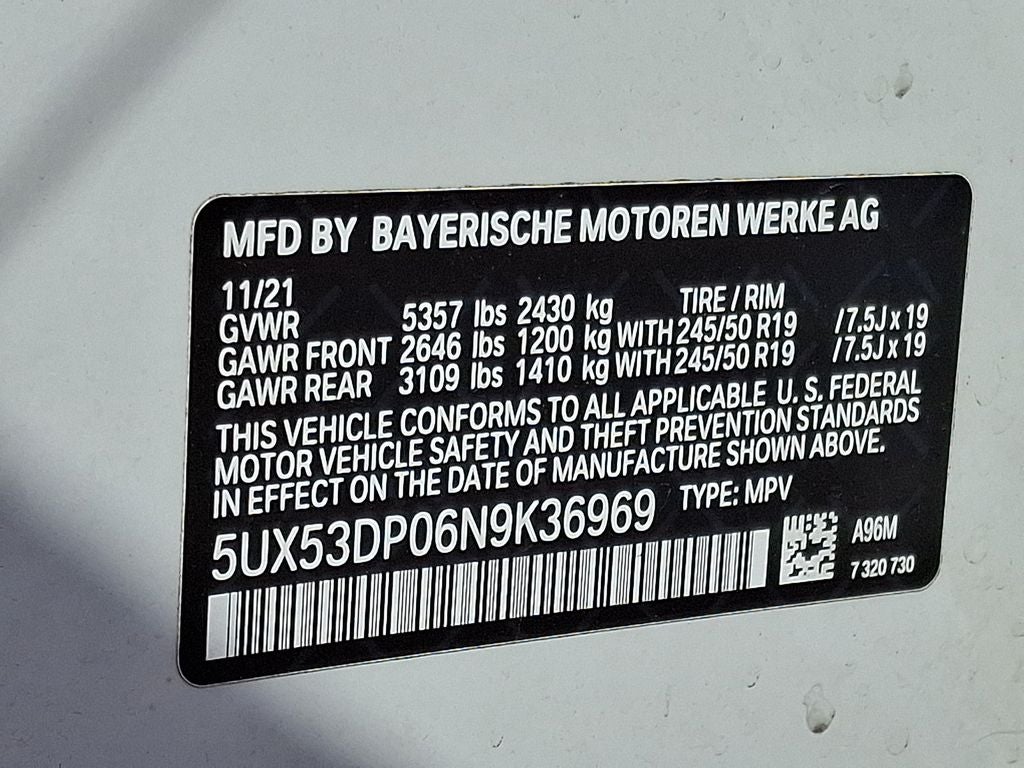 MFD BY BAYERISCHE MOTOREN WERKE AG
11/21 TIRE / RIM
GVWR 5357 lbs 2430 kg
GAWR FRONT 2646 lbs 1200 kg WITH 245/50 R19 /7.5J x 19
GAWR REAR 3109 lbs 1410 kg WITH 245/50 R19 /7.5J x 19
THIS VEHICLE CONFORMS TO ALL APPLICABLE U. S. FEDERAL
MOTOR VEHICLE SAFETY AND THEFT PREVENTION STANDARDS
IN EFFECT ON THE DATE OF MANUFACTURE SHOWN ABOVE.
5UX53DP06N9K36969 TYPE: MPV
A96M
7 320 730